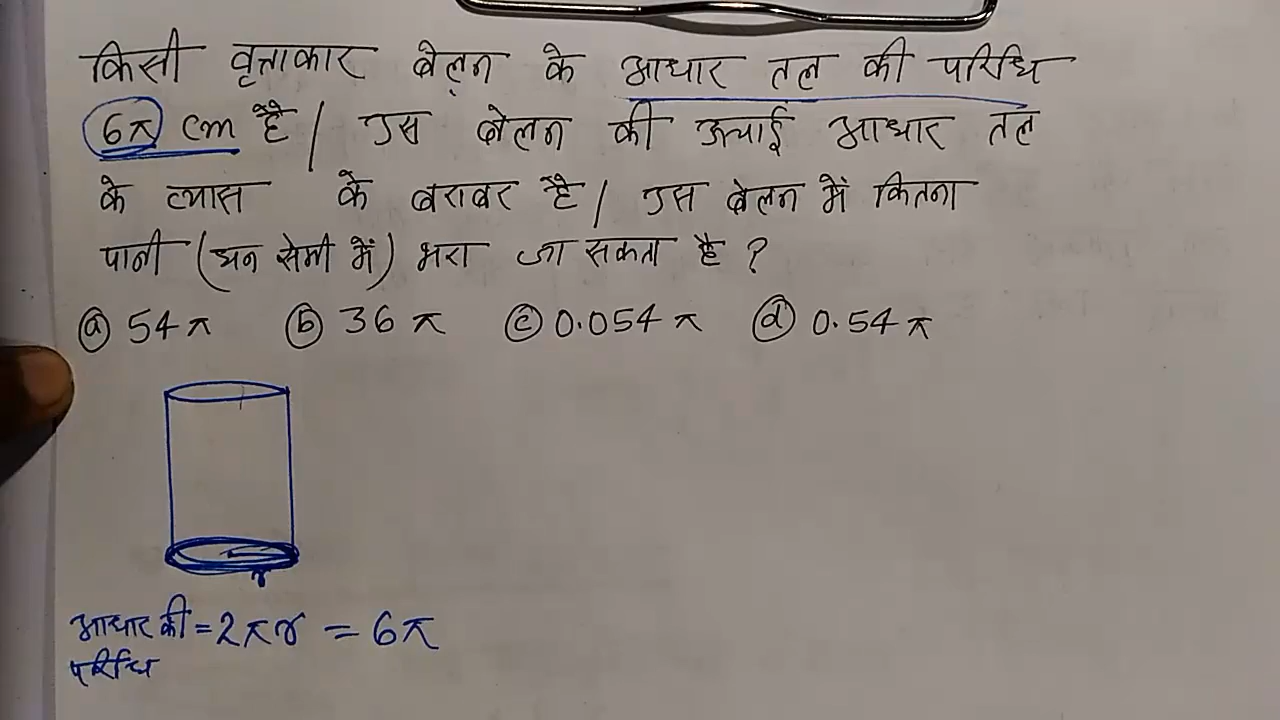 किसी वृत्ताकार बेलन के आधार तल की परिधि
6π cm है | उस बेलन की ऊचाई आधार तल
के व्यास के बराबर है | उस बेलन में कितना
पानी (घन सेमी में) भरा जा सकता है ?
ⓐ 54π ⓑ 36π ⓒ 0.054π ⓓ 0.54π
r
आधार की = 2πr = 6π
परिधि